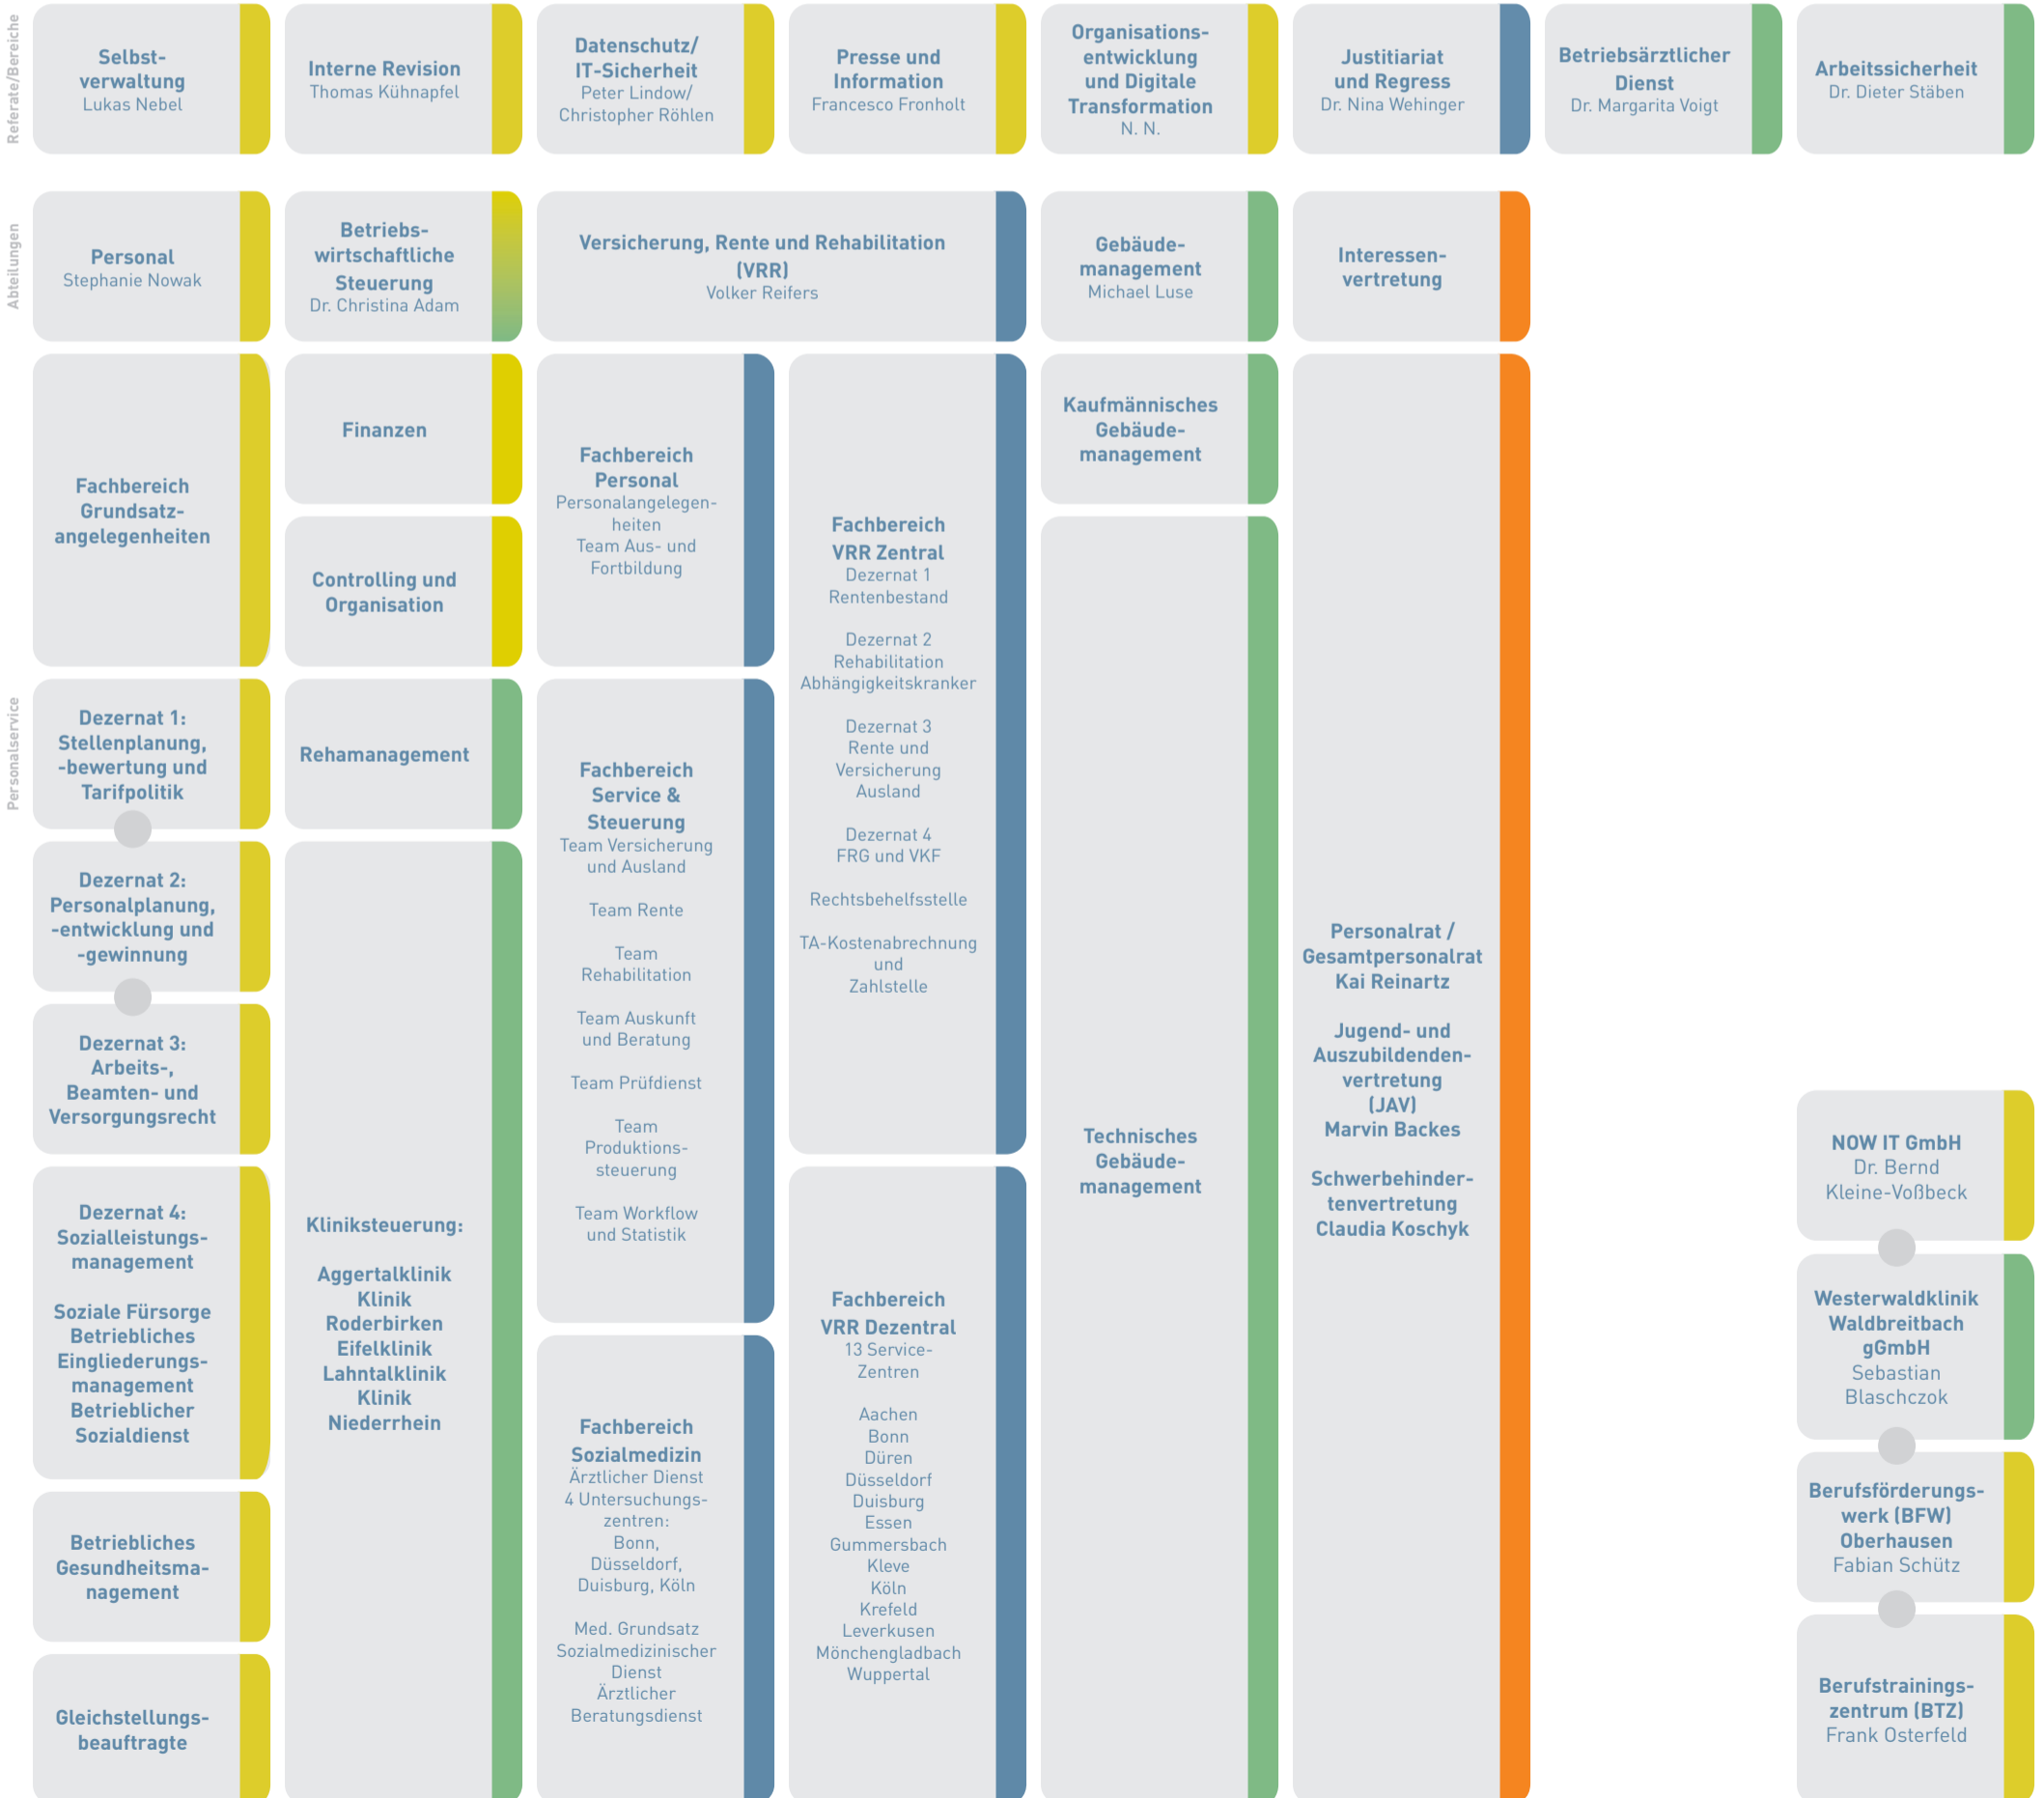 Referate/Bereiche
Selbst-
verwaltung
Lukas Nebel
Interne Revision
Thomas Kühnapfel
Datenschutz/
IT-Sicherheit
Peter Lindow/
Christopher Röhlen
Presse und
Information
Francesco Fronholt
Organisations-
entwicklung
und Digitale
Transformation
N. N.
Justitiariat
und Regress
Dr. Nina Wehinger
Betriebsärztlicher
Dienst
Dr. Margarita Voigt
Arbeitssicherheit
Dr. Dieter Stäben
Abteilungen
Personal
Stephanie Nowak
Betriebs-
wirtschaftliche
Steuerung
Dr. Christina Adam
Versicherung, Rente und Rehabilitation
(VRR)
Volker Reifers
Gebäude-
management
Michael Luse
Interessen-
vertretung
Fachbereich
Grundsatz-
angelegenheiten
Personalservice
Dezernat 1:
Stellenplanung,
-bewertung und
Tarifpolitik
Dezernat 2:
Personalplanung,
-entwicklung und
-gewinnung
Dezernat 3:
Arbeits-,
Beamten- und
Versorgungsrecht
Dezernat 4:
Sozialleistungs-
management
Soziale Fürsorge
Betriebliches
Eingliederungs-
management
Betrieblicher
Sozialdienst
Betriebliches
Gesundheitsma-
nagement
Gleichstellungs-
beauftragte
Finanzen
Controlling und
Organisation
Rehamanagement
Kliniksteuerung:
Aggertalklinik
Klinik
Roderbirken
Eifelklinik
Lahntalklinik
Klinik
Niederrhein
Fachbereich
Personal
Personalangelegen-
heiten
Team Aus- und
Fortbildung
Fachbereich
Service &
Steuerung
Team Versicherung
und Ausland
Team Rente
Team
Rehabilitation
Team Auskunft
und Beratung
Team Prüfdienst
Team
Produktions-
steuerung
Team Workflow
und Statistik
Fachbereich
Sozialmedizin
Ärztlicher Dienst
4 Untersuchungs-
zentren:
Bonn,
Düsseldorf,
Duisburg, Köln
Med. Grundsatz
Sozialmedizinischer
Dienst
Ärztlicher
Beratungsdienst
Fachbereich
VRR Zentral
Dezernat 1
Rentenbestand
Dezernat 2
Rehabilitation
Abhängigkeitskranker
Dezernat 3
Rente und
Versicherung
Ausland
Dezernat 4
FRG und VKF
Rechtsbehelfsstelle
TA-Kostenabrechnung
und
Zahlstelle
Fachbereich
VRR Dezentral
13 Service-
Zentren
Aachen
Bonn
Düren
Düsseldorf
Duisburg
Essen
Gummersbach
Kleve
Köln
Krefeld
Leverkusen
Mönchengladbach
Wuppertal
Kaufmännisches
Gebäude-
management
Technisches
Gebäude-
management
Personalrat /
Gesamtpersonalrat
Kai Reinartz
Jugend- und
Auszubildenden-
vertretung
(JAV)
Marvin Backes
Schwerbehinder-
tenvertretung
Claudia Koschyk
NOW IT GmbH
Dr. Bernd
Kleine-Voßbeck
Westerwaldklinik
Waldbreitbach
gGmbH
Sebastian
Blaschczok
Berufsförderungs-
werk (BFW)
Oberhausen
Fabian Schütz
Berufstrainings-
zentrum (BTZ)
Frank Osterfeld